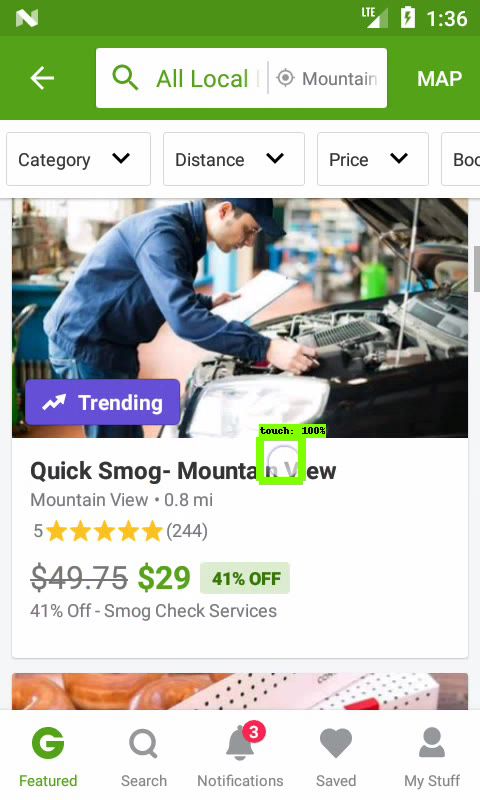 LTE 1:36
All Local Mountain MAP
Category Distance Price Boo
Trending
touch: 100%
Quick Smog- Mountain View
Mountain View • 0.8 mi
5 (244)
$49.75 $29 41% OFF
41% Off - Smog Check Services
3
Featured Search Notifications Saved My Stuff